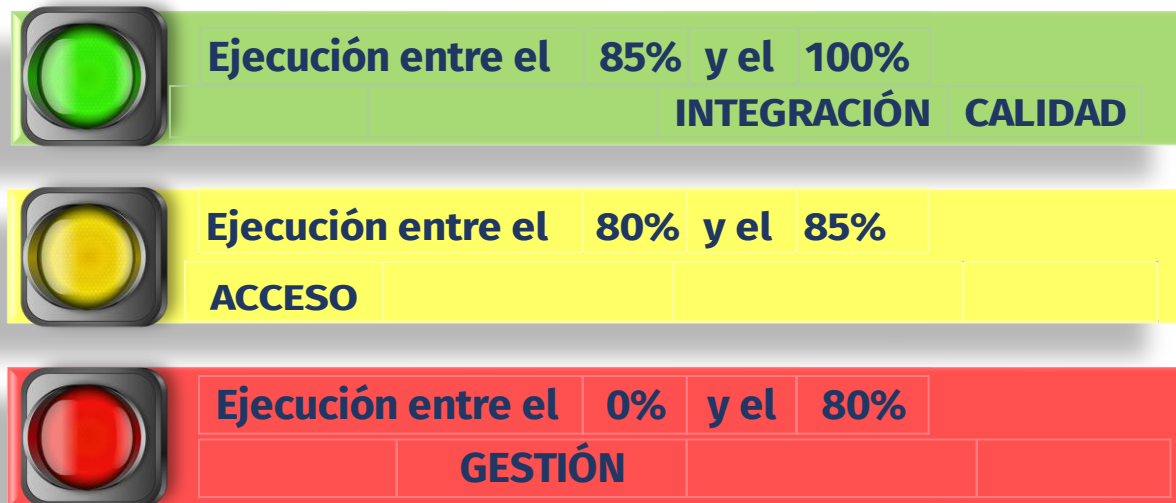 Ejecución entre el 85% y el 100%
INTEGRACIÓN CALIDAD
Ejecución entre el 80% y el 85%
ACCESO
Ejecución entre el 0% y el 80%
GESTIÓN